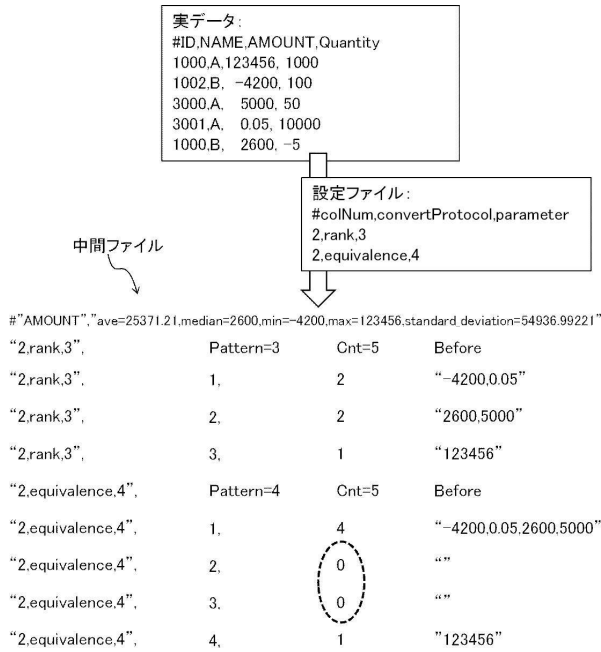 実データ:
#ID,NAME,AMOUNT,Quantity
1000,A,123456, 1000
1002,B, -4200, 100
3000,A, 5000, 50
3001,A, 0.05, 10000
1000,B, 2600, -5
設定ファイル:
#colNum,convertProtocol,parameter
2,rank,3
2,equivalence,4
中間ファイル
#"AMOUNT","ave=25371.21,median=2600,min=-4200,max=123456,standard_deviation=54936.99221"
“2,rank,3”, Pattern=3 Cnt=5 Before
“2,rank,3”, 1, 2 “-4200,0.05”
“2,rank,3”, 2, 2 “2600,5000”
“2,rank,3”, 3, 1 “123456”
“2,equivalence,4”, Pattern=4 Cnt=5 Before
“2,equivalence,4”, 1, 4 “-4200,0.05,2600,5000”
“2,equivalence,4”, 2, 0 “”
“2,equivalence,4”, 3, 0 “”
“2,equivalence,4”, 4, 1 ”123456”